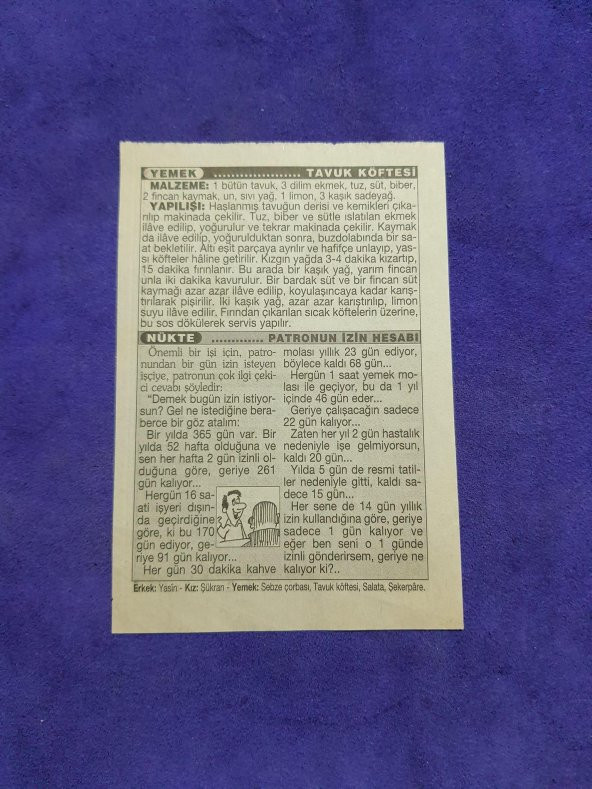 YEMEK .................... TAVUK KÖFTESİ
MALZEME: 1 bütün tavuk, 3 dilim ekmek, tuz, süt, biber,
2 fincan kaymak, un, sıvı yağ, 1 limon, 3 kaşık sadeyağ.
YAPILIŞI: Haşlanmış tavuğun derisi ve kemikleri çıka-
rılıp makinada çekilir. Tuz, biber ve sütle ıslatılan ekmek
ilâve edilip, yoğurulur ve tekrar makinada çekilir. Kaymak
da ilâve edilip, yoğurulduktan sonra, buzdolabında bir sa-
at bekletilir. Altı eşit parçaya ayrılır ve hafifçe unlayıp, yas-
sı köfteler hâline getirilir. Kızgın yağda 3-4 dakika kızartıp,
15 dakika fırınlanır. Bu arada bir kaşık yağ, yarım fincan
unla iki dakika kavurulur. Bir bardak süt ve bir fincan süt
kaymağı azar azar ilâve edilip, koyulaşıncaya kadar karış-
tırılarak pişirilir. İki kaşık yağ, azar azar karıştırılıp, limon
suyu ilâve edilir. Fırından çıkarılan sıcak köftelerin üzerine,
bu sos dökülerek servis yapılır.
NÜKTE ............... PATRONUN İZİN HESABI
Önemli bir işi için, patro-
nundan bir gün izin isteyen
işçiye, patronun çok ilgi çeki-
ci cevabı şöyledir:
"Demek bugün izin istiyor-
sun? Gel ne istediğine bera-
berce bir göz atalım:
Bir yılda 365 gün var. Bir
yılda 52 hafta olduğuna ve
sen her hafta 2 gün izinli ol-
duğuna göre, geriye 261
gün kalıyor...
Hergün 16 sa-
ati işyeri dışın-
da geçirdiğine
göre, ki bu 170
gün ediyor, ge-
riye 91 gün kalıyor...
Her gün 30 dakika kahve
molası yıllık 23 gün ediyor,
böylece kaldı 68 gün...
Hergün 1 saat yemek mo-
lası ile geçiyor, bu da 1 yıl
içinde 46 gün eder...
Geriye çalışacağın sadece
22 gün kalıyor...
Zaten her yıl 2 gün hastalık
nedeniyle işe gelmiyorsun,
kaldı 20 gün...
Yılda 5 gün de resmi tatil-
ler nedeniyle gitti, kaldı sa-
dece 15 gün...
Her sene de 14 gün yıllık
izin kullandığına göre, geriye
sadece 1 gün kalıyor ve
eğer ben seni o 1 günde
izinli gönderirsem, geriye ne
kalıyor ki?..
Erkek: Yasin - Kız: Şükran - Yemek: Sebze çorbası, Tavuk köftesi, Salata, Şekerpâre.